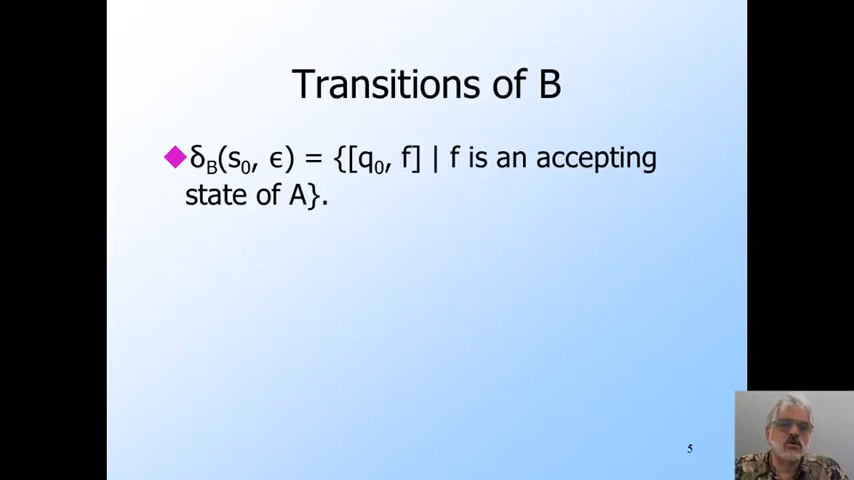 Transitions of B
δB(s0, ϵ) = {[q0, f] | f is an accepting
state of A}.
5